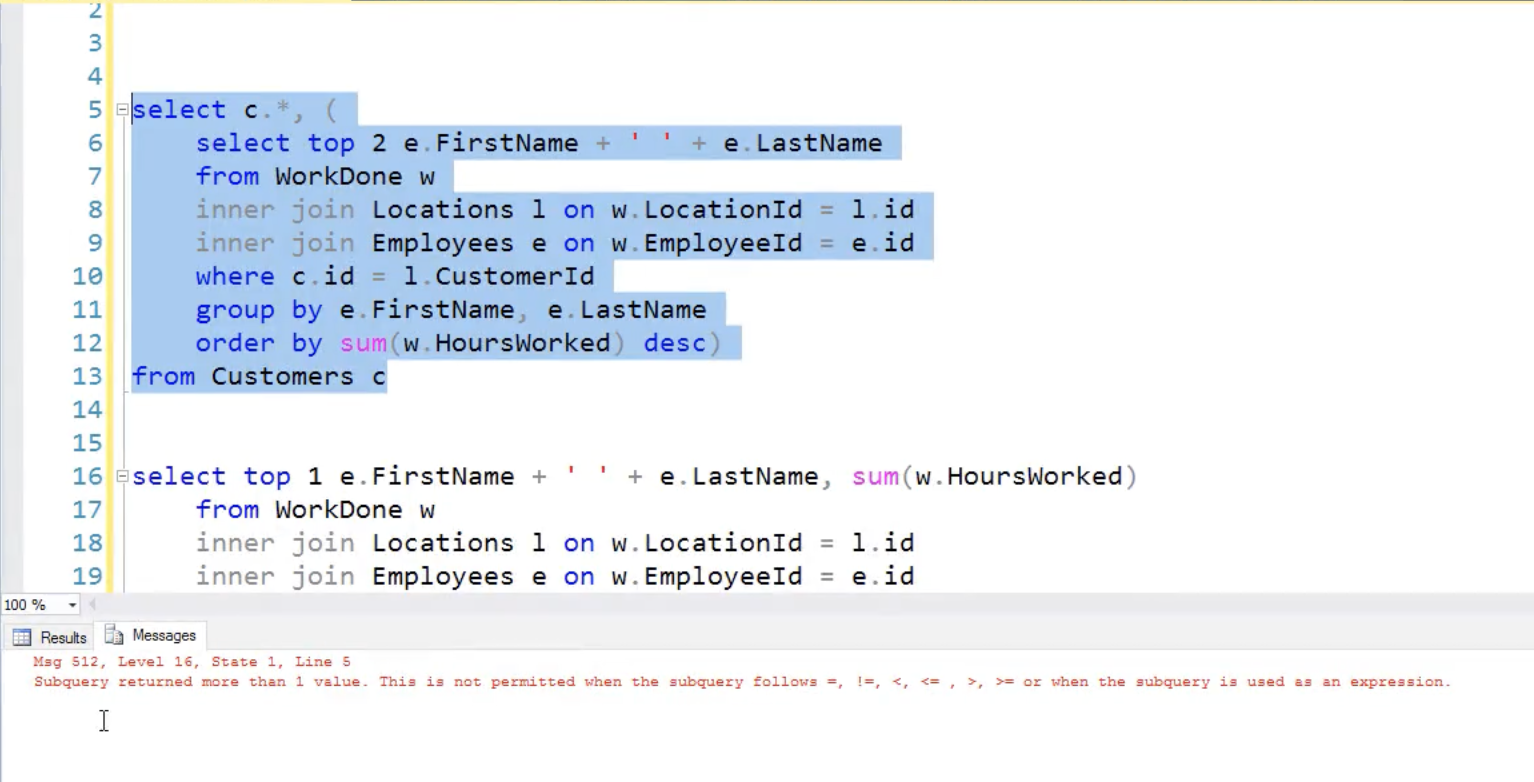 2
3
4
5 select c.*, (
6 select top 2 e.FirstName + ' ' + e.LastName
7 from WorkDone w
8 inner join Locations l on w.LocationId = l.id
9 inner join Employees e on w.EmployeeId = e.id
10 where c.id = l.CustomerId
11 group by e.FirstName, e.LastName
12 order by sum(w.HoursWorked) desc)
13 from Customers c
14
15
16 select top 1 e.FirstName + ' ' + e.LastName, sum(w.HoursWorked)
17 from WorkDone w
18 inner join Locations l on w.LocationId = l.id
19 inner join Employees e on w.EmployeeId = e.id
100 %
Results Messages
Msg 512, Level 16, State 1, Line 5
Subquery returned more than 1 value. This is not permitted when the subquery follows =, !=, <, <= , >, >= or when the subquery is used as an expression.